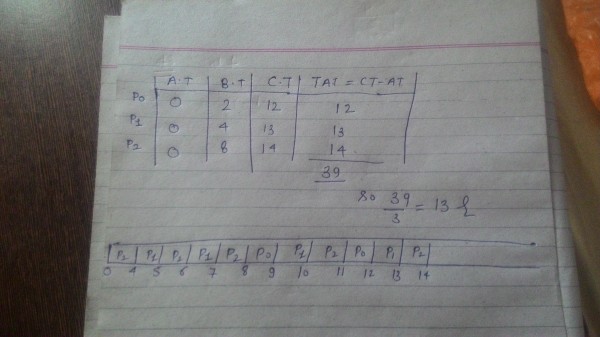 A.T B.T C.T TAT = CT-AT
P0 0 2 12 12
P1 0 4 13 13
P2 0 8 14 14
39
so 39/3 = 13
P2 P1 P2 P1 P2 P0 P1 P2 P0 P1 P2
0 4 5 6 7 8 9 10 11 12 13 14